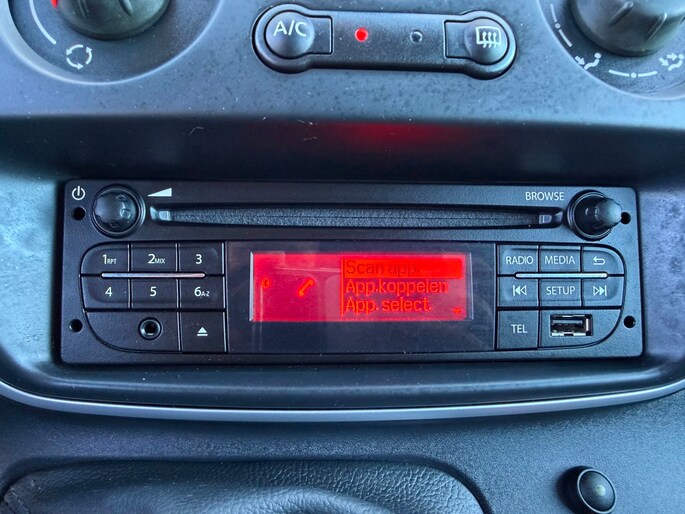 A/C
BROWSE
1RPT 2MIX 3
4 5 6A-Z
Scan app.
App.koppelen
App. select.
RADIO MEDIA
SETUP
TEL